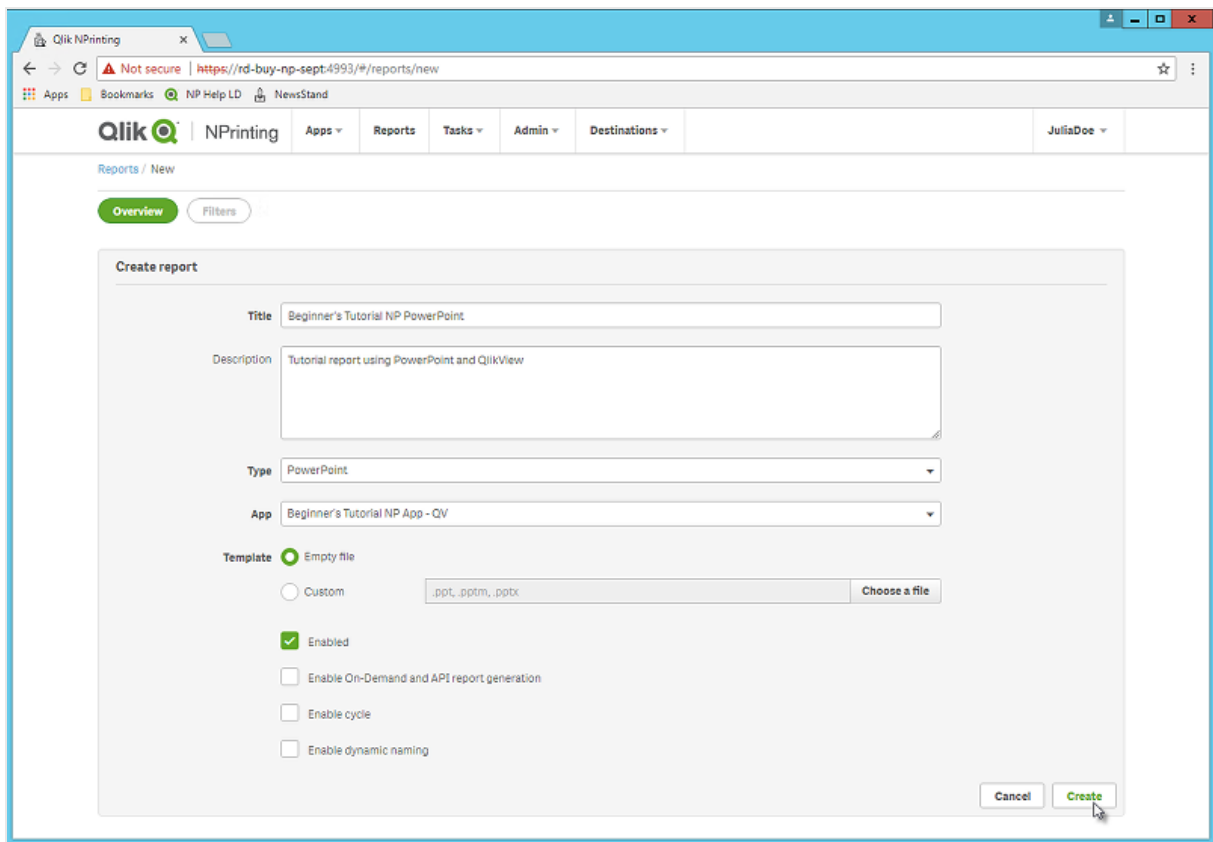 Qlik NPrinting
Not secure | https://rd-buy-np-sept:4993/#/reports/new
Apps Bookmarks NP Help LD NewsStand
Qlik NPrinting Apps Reports Tasks Admin Destinations JuliaDoe
Reports / New
Overview Filters
Create report
Title Beginner's Tutorial NP PowerPoint
Description Tutorial report using PowerPoint and QlikView
Type PowerPoint
App Beginner's Tutorial NP App - QV
Template Empty file
Custom .ppt, .pptm, .pptx Choose a file
Enabled
Enable On-Demand and API report generation
Enable cycle
Enable dynamic naming
Cancel Create